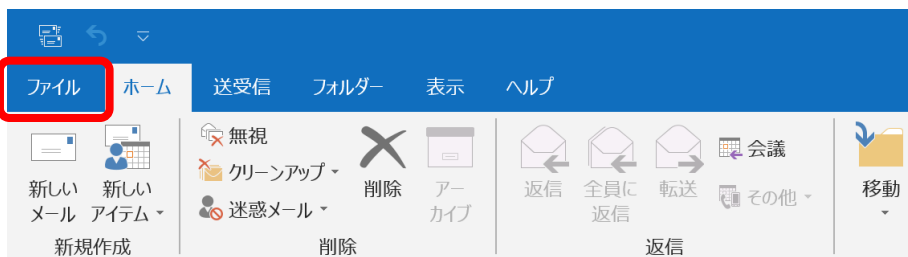 ファイル ホーム 送受信 フォルダー 表示 ヘルプ
無視
クリーンアップ
迷惑メール
新しい
メール
新しい
アイテム
削除
アー
カイブ
返信
全員に
返信
転送
会議
その他
移動
新規作成
削除
返信